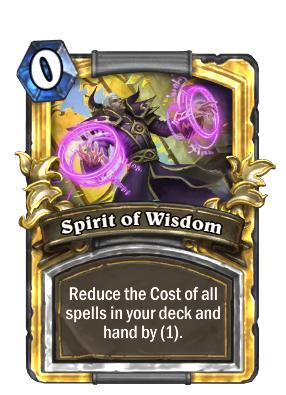 0
Spirit of Wisdom
Reduce the Cost of all
spells in your deck and
hand by (1).